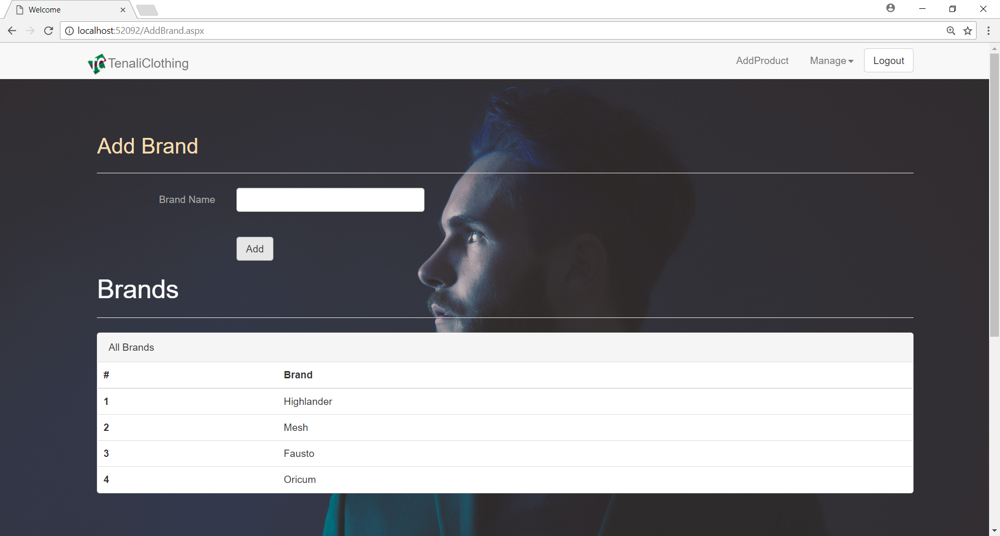 Welcome
localhost:52092/AddBrand.aspx
TenaliClothing
AddProduct
Manage
Logout
Add Brand
Brand Name
Add
Brands
All Brands
# Brand
1 Highlander
2 Mesh
3 Fausto
4 Oricum